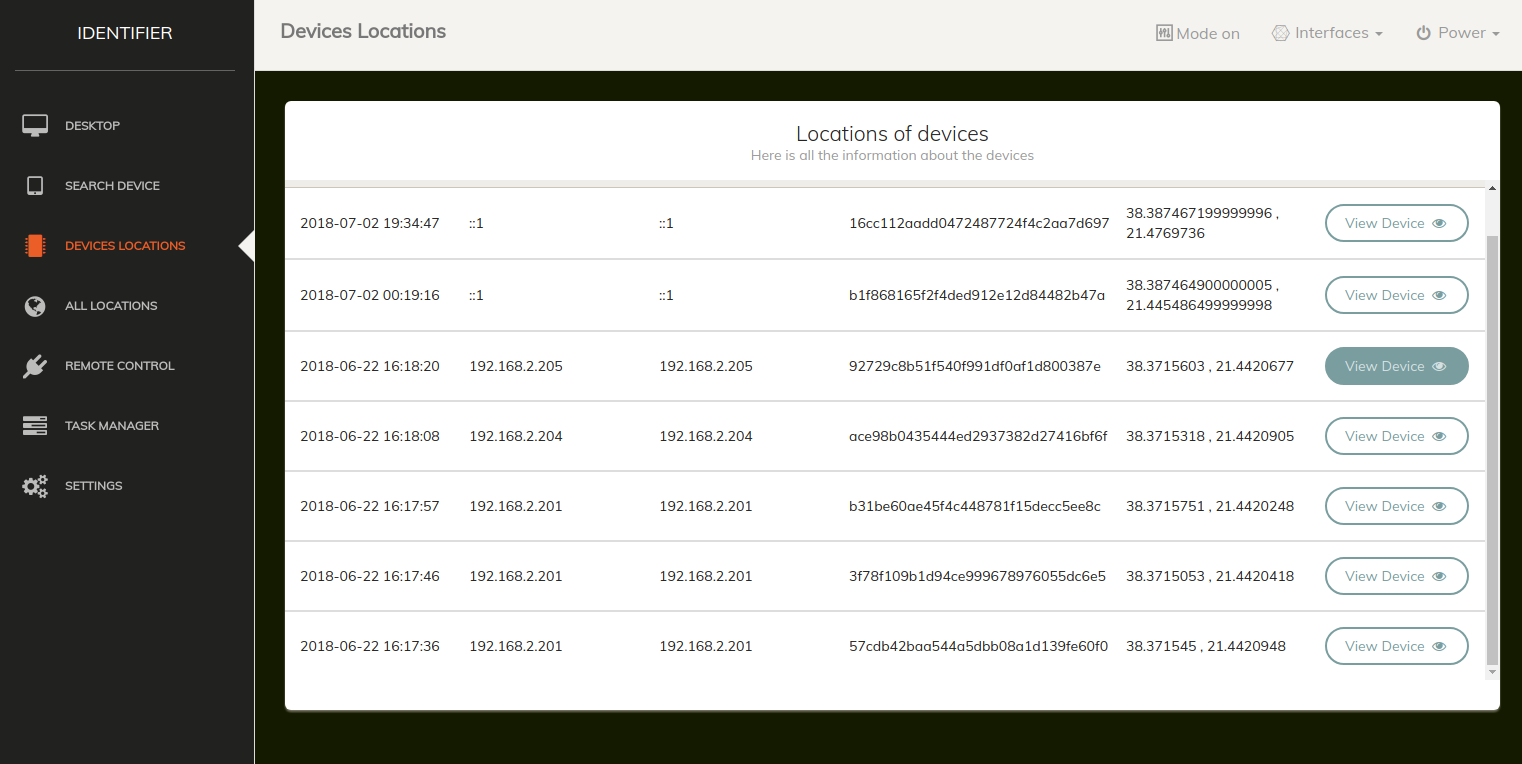 IDENTIFIER
DESKTOP
SEARCH DEVICE
DEVICES LOCATIONS
ALL LOCATIONS
REMOTE CONTROL
TASK MANAGER
SETTINGS
Devices Locations
Mode on
Interfaces
Power
Locations of devices
Here is all the information about the devices
2018-07-02 19:34:47 ::1 ::1 16cc112aadd0472487724f4c2aa7d697 38.387467199999996 , View Device
21.4769736
2018-07-02 00:19:16 ::1 ::1 b1f868165f2f4ded912e12d84482b47a 38.387464900000005 , View Device
21.445486499999998
2018-06-22 16:18:20 192.168.2.205 192.168.2.205 92729c8b51f540f991df0af1d800387e 38.3715603 , 21.4420677 View Device
2018-06-22 16:18:08 192.168.2.204 192.168.2.204 ace98b0435444ed2937382d27416bf6f 38.3715318 , 21.4420905 View Device
2018-06-22 16:17:57 192.168.2.201 192.168.2.201 b31be60ae45f4c448781f15decc5ee8c 38.3715751 , 21.4420248 View Device
2018-06-22 16:17:46 192.168.2.201 192.168.2.201 3f78f109b1d94ce999678976055dc6e5 38.3715053 , 21.4420418 View Device
2018-06-22 16:17:36 192.168.2.201 192.168.2.201 57cdb42baa544a5dbb08a1d139fe60f0 38.371545 , 21.4420948 View Device